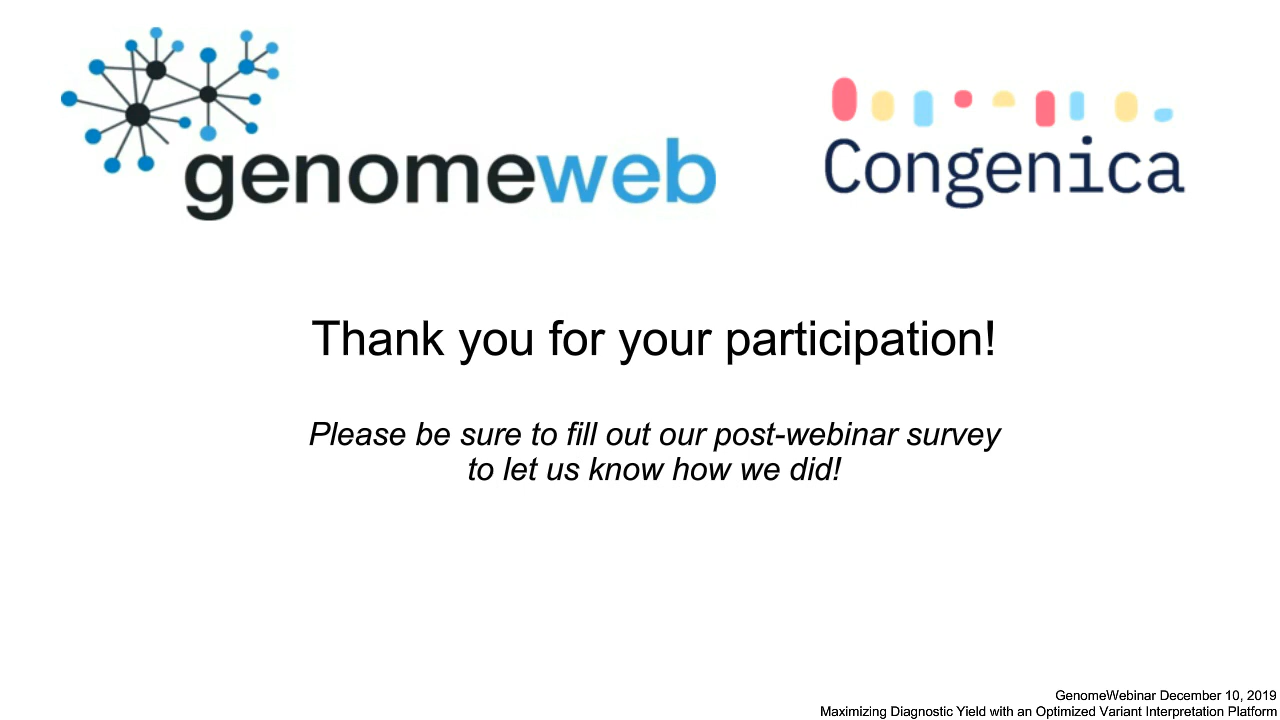 genomeweb
Congenica
Thank you for your participation!
Please be sure to fill out our post-webinar survey
to let us know how we did!
GenomeWebinar December 10, 2019
Maximizing Diagnostic Yield with an Optimized Variant Interpretation Platform